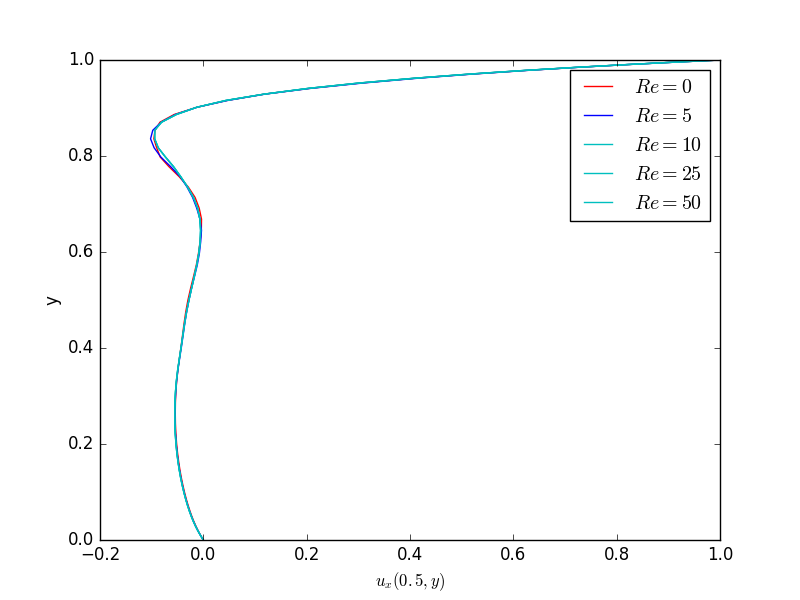 1.0
0.8
0.6
0.4
0.2
0.0
y
Re = 0
Re = 5
Re = 10
Re = 25
Re = 50
−0.2 0.0 0.2 0.4 0.6 0.8 1.0
u_x(0.5, y)